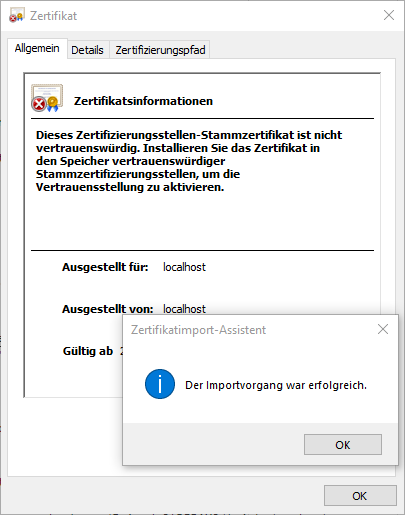 Zertifikat
Allgemein Details Zertifizierungspfad
Zertifikatsinformationen
Dieses Zertifizierungsstellen-Stammzertifikat ist nicht
vertrauenswürdig. Installieren Sie das Zertifikat in
den Speicher vertrauenswürdiger
Stammzertifizierungsstellen, um die
Vertrauensstellung zu aktivieren.
Ausgestellt für: localhost
Ausgestellt von: localhost
Gültig ab
Zertifikatimport-Assistent
Der Importvorgang war erfolgreich.
OK
OK